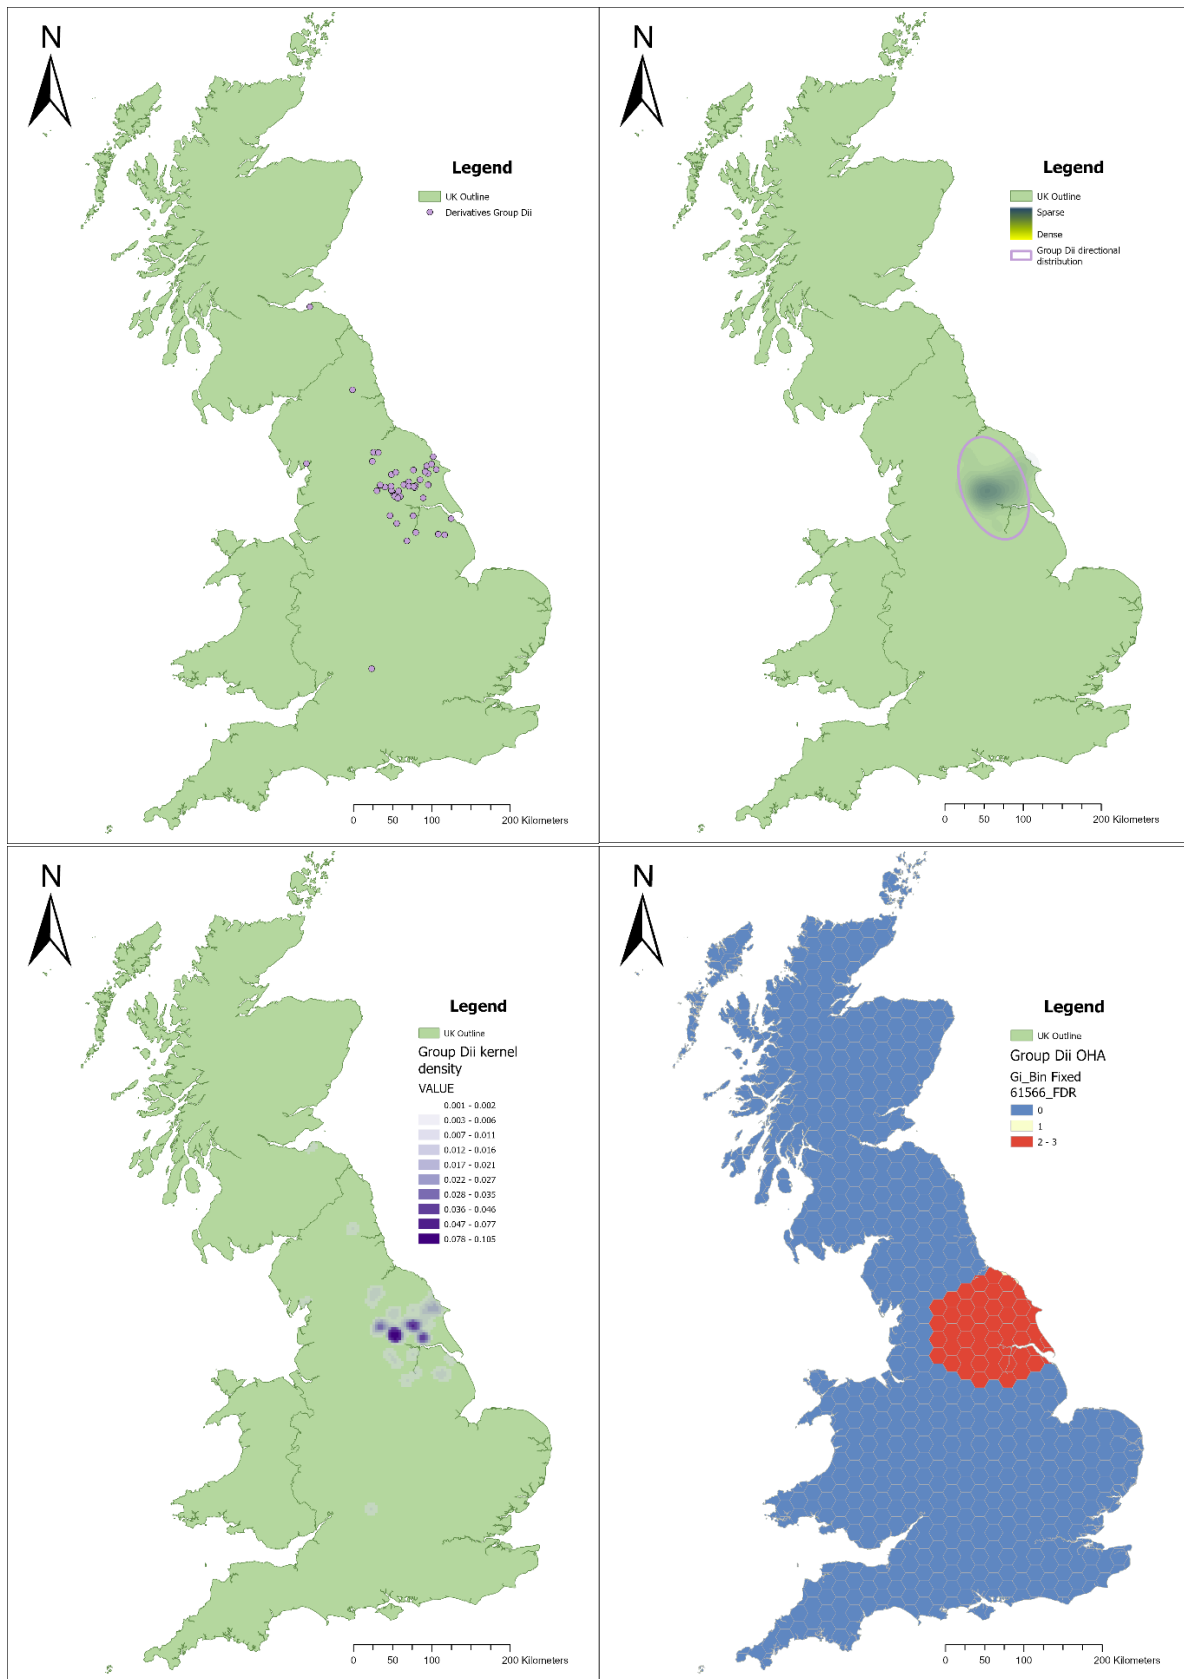 N
Legend
UK Outline
Derivatives Group Dii
0 50 100 200 Kilometers
N
Legend
UK Outline
Sparse
Dense
Group Dii directional
distribution
0 50 100 200 Kilometers
N
Legend
UK Outline
Group Dii kernel
density
VALUE
0.001 - 0.002
0.003 - 0.006
0.007 - 0.011
0.012 - 0.016
0.017 - 0.021
0.022 - 0.027
0.028 - 0.035
0.036 - 0.046
0.047 - 0.077
0.078 - 0.105
0 50 100 200 Kilometers
N
Legend
UK Outline
Group Dii OHA
Gi_Bin Fixed
61566_FDR
0
1
2 - 3
0 50 100 200 Kilometers